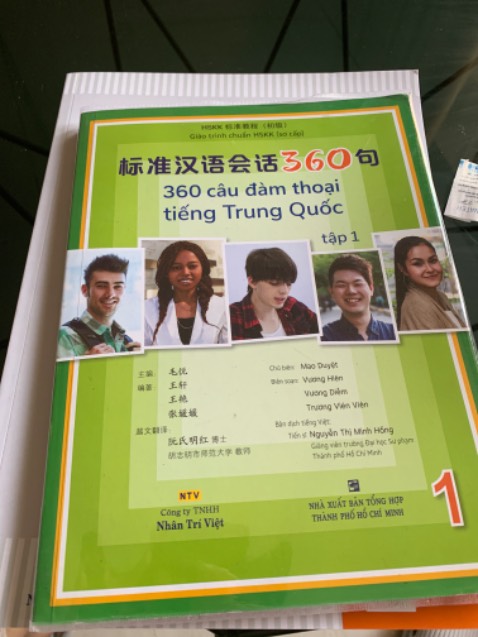 HSKK 标准教程（初级）
Giáo trình chuẩn HSKK [sơ cấp]
标准汉语会话360句
360 câu đàm thoại
tiếng Trung Quốc
tập 1
主编: 毛悦
编著: 王轩
王艳
张媛媛
越文翻译:
阮氏明红 博士
胡志明市师范大学 教师
Chủ biên: Mao Duyệt
Biên soạn: Vương Hiên
Vương Diễm
Trương Viên Viên
Bản dịch tiếng Việt:
Tiến sĩ Nguyễn Thị Minh Hồng
Giảng viên trường Đại học Sư phạm
Thành phố Hồ Chí Minh
NTV
Công ty TNHH
Nhân Trí Việt
NHÀ XUẤT BẢN TỔNG HỢP
THÀNH PHỐ HỒ CHÍ MINH
1